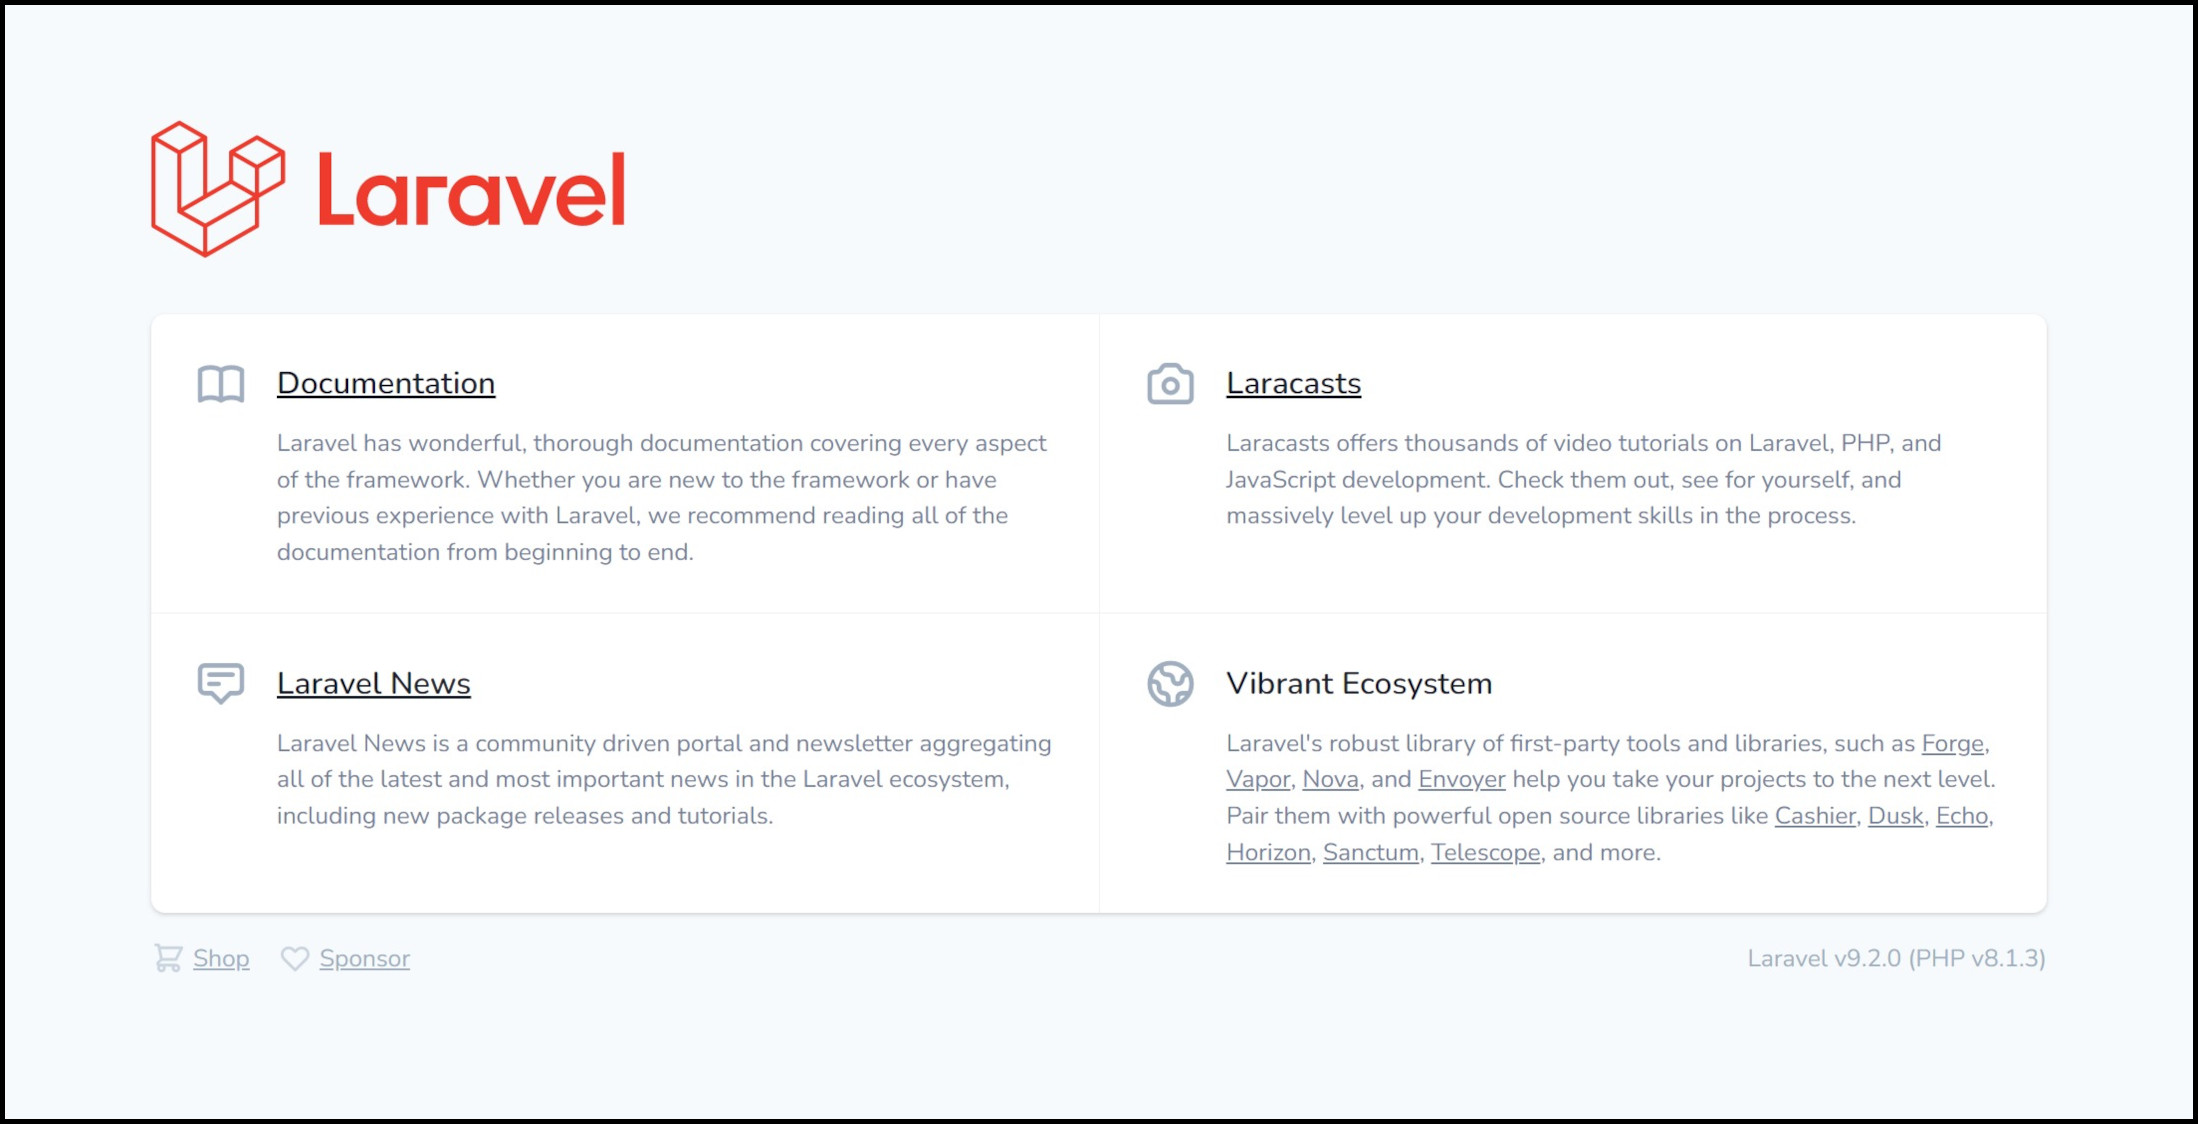 Laravel
Documentation
Laravel has wonderful, thorough documentation covering every aspect
of the framework. Whether you are new to the framework or have
previous experience with Laravel, we recommend reading all of the
documentation from beginning to end.
Laracasts
Laracasts offers thousands of video tutorials on Laravel, PHP, and
JavaScript development. Check them out, see for yourself, and
massively level up your development skills in the process.
Laravel News
Laravel News is a community driven portal and newsletter aggregating
all of the latest and most important news in the Laravel ecosystem,
including new package releases and tutorials.
Vibrant Ecosystem
Laravel's robust library of first-party tools and libraries, such as Forge,
Vapor, Nova, and Envoyer help you take your projects to the next level.
Pair them with powerful open source libraries like Cashier, Dusk, Echo,
Horizon, Sanctum, Telescope, and more.
Shop
Sponsor
Laravel v9.2.0 (PHP v8.1.3)